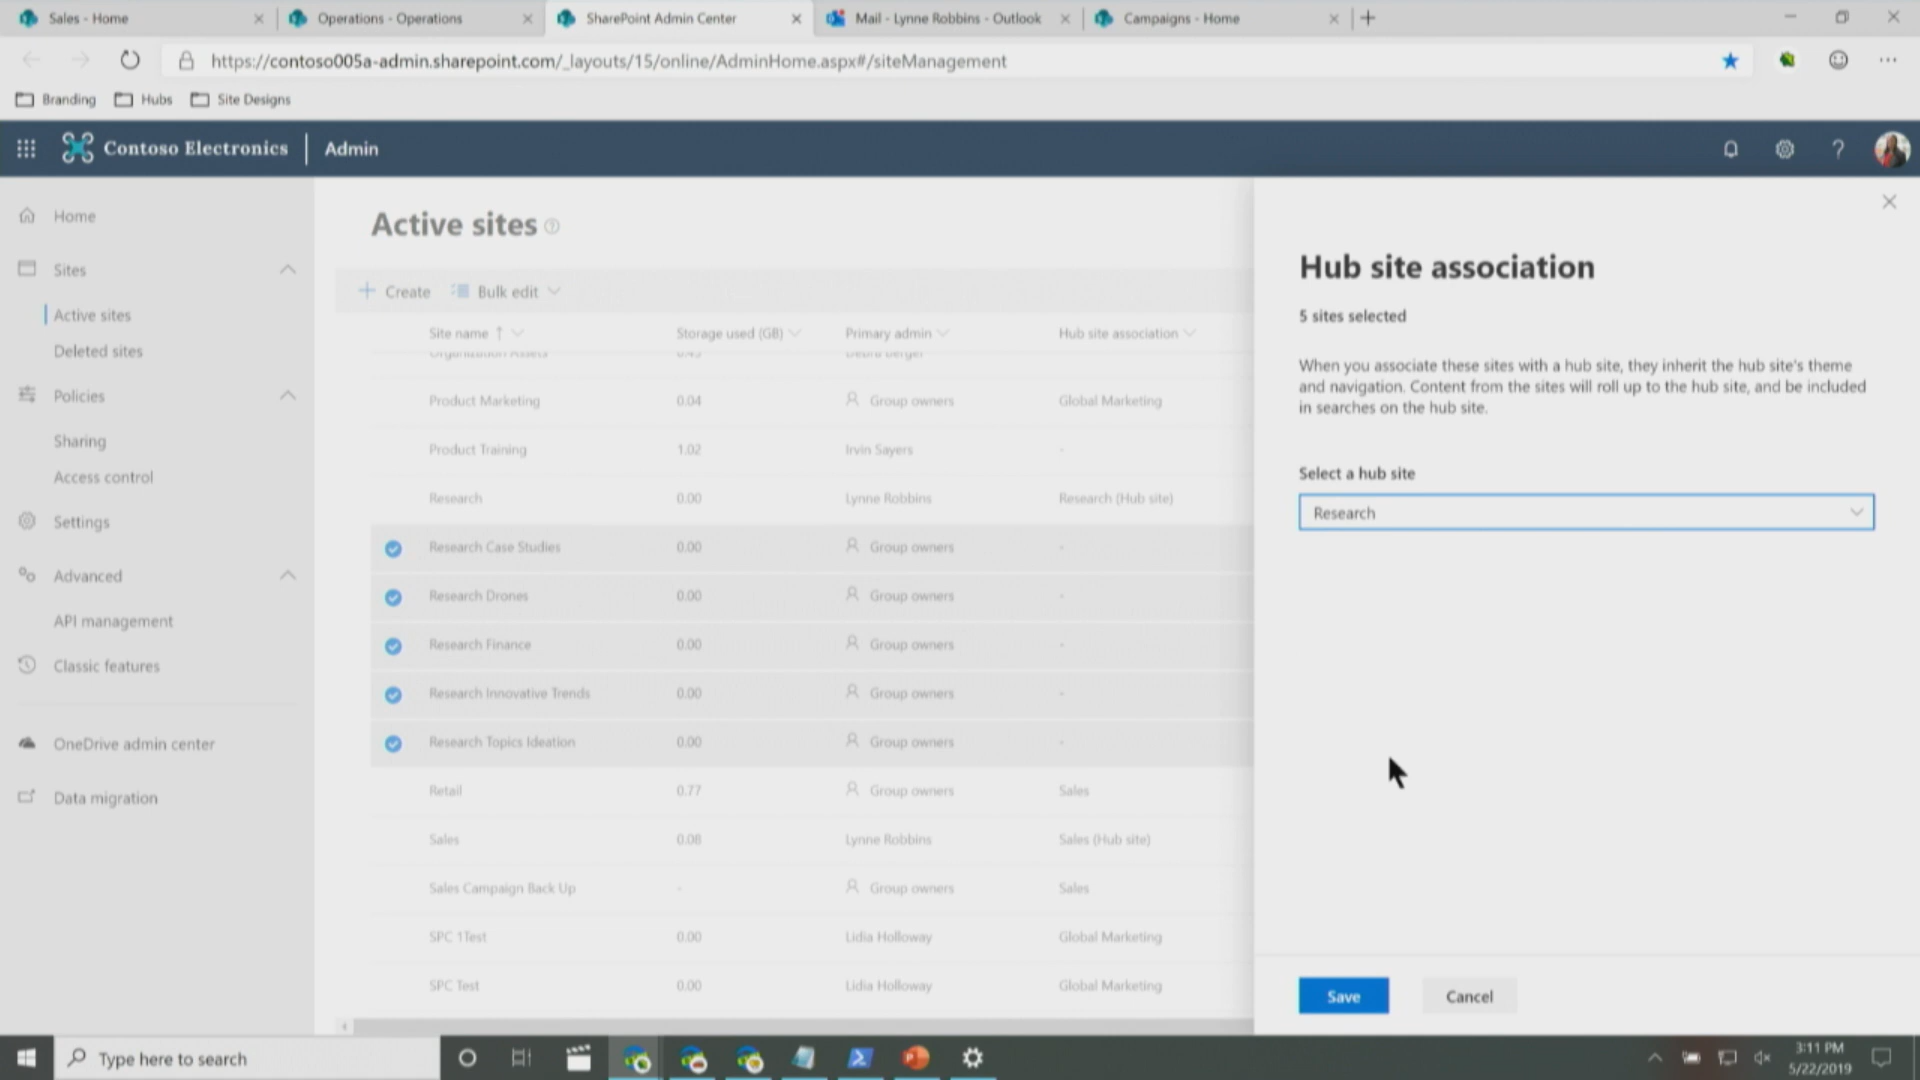 Sales - Home
Operations - Operations
SharePoint Admin Center
Mail - Lynne Robbins - Outlook
Campaigns - Home
https://contoso005a-admin.sharepoint.com/_layouts/15/online/AdminHome.aspx#/siteManagement
Branding
Hubs
Site Designs
Contoso Electronics
Admin
Home
Sites
Active sites
Deleted sites
Policies
Sharing
Access control
Settings
Advanced
API management
Classic features
OneDrive admin center
Data migration
Active sites
Create
Bulk edit
Site name ↑ Storage used (GB) Primary admin Hub site association
Organization Assets 0.45 Debra Berger
Product Marketing 0.04 Group owners Global Marketing
Product Training 1.02 Irvin Sayers -
Research 0.00 Lynne Robbins Research (Hub site)
Research Case Studies 0.00 Group owners -
Research Drones 0.00 Group owners -
Research Finance 0.00 Group owners -
Research Innovative Trends 0.00 Group owners -
Research Topics Ideation 0.00 Group owners -
Retail 0.77 Group owners Sales
Sales 0.08 Lynne Robbins Sales (Hub site)
Sales Campaign Back Up - Group owners Sales
SPC 1Test 0.00 Lidia Holloway Global Marketing
SPC Test 0.00 Lidia Holloway Global Marketing
Hub site association
5 sites selected
When you associate these sites with a hub site, they inherit the hub site's theme
and navigation. Content from the sites will roll up to the hub site, and be included
in searches on the hub site.
Select a hub site
Research
Save
Cancel
Type here to search
3:11 PM
5/22/2019